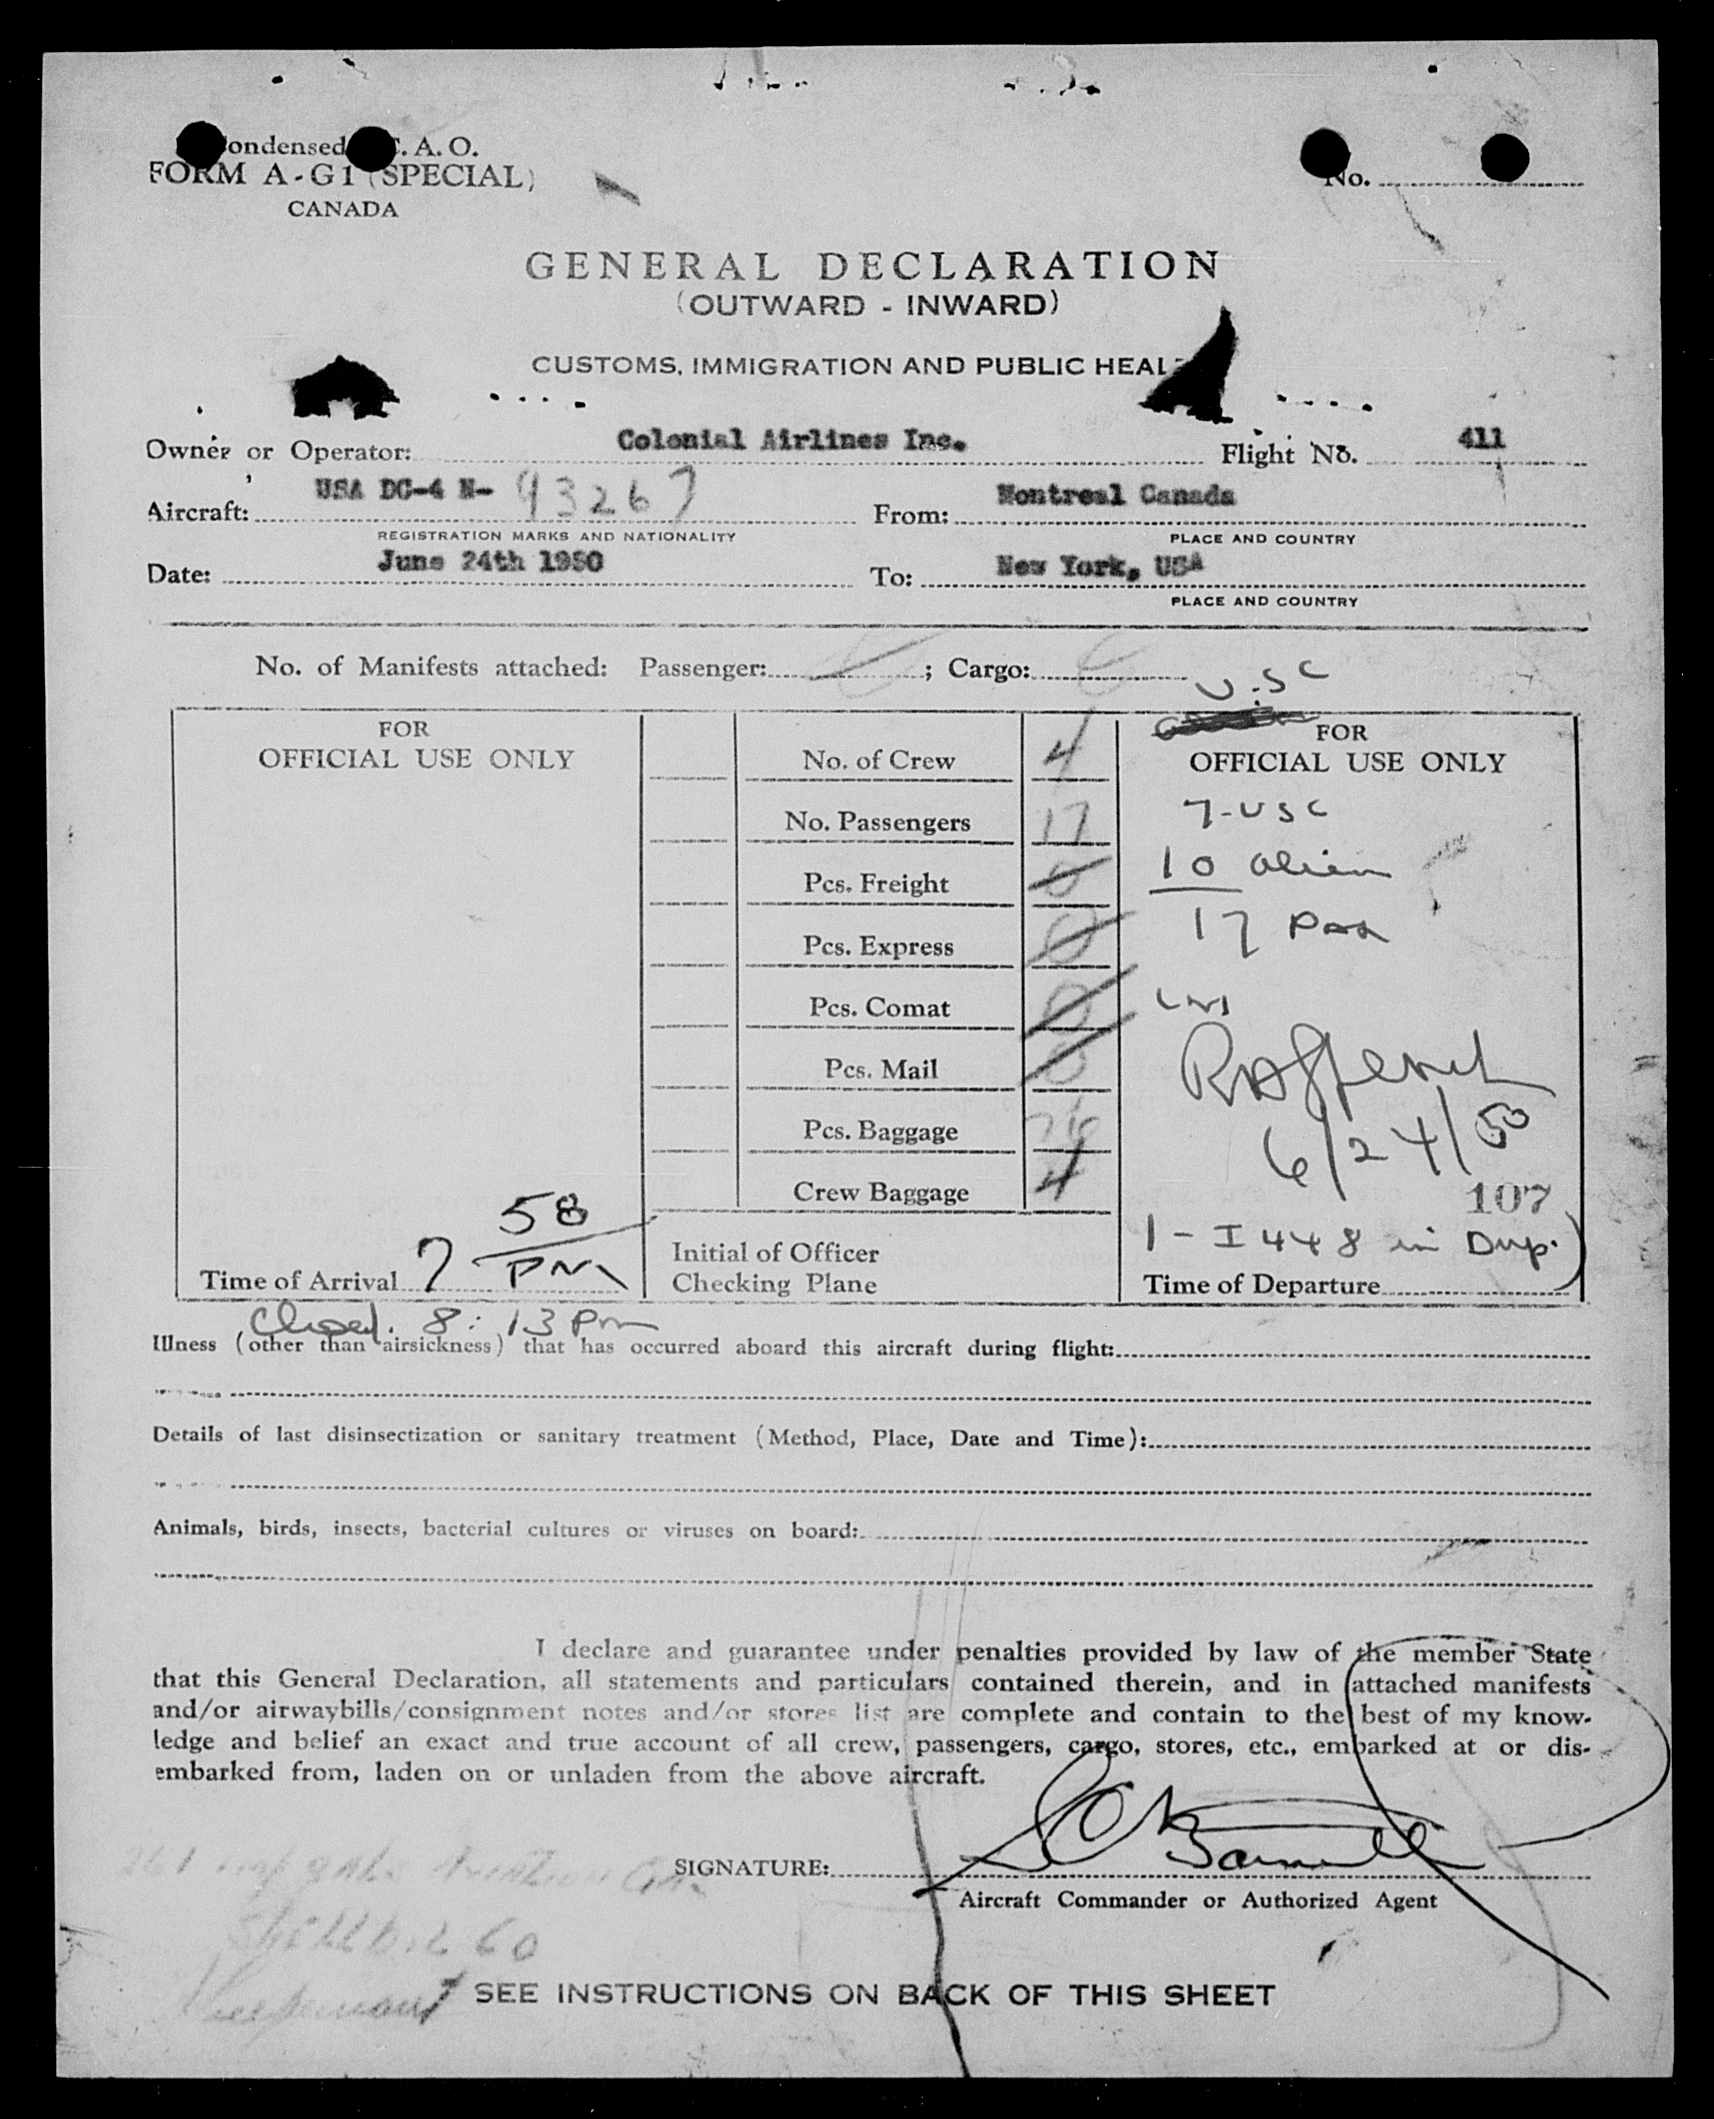 ondensed C. A. O.
FORM A-G1 (SPECIAL)
CANADA
No.
GENERAL DECLARATION
(OUTWARD - INWARD)
CUSTOMS, IMMIGRATION AND PUBLIC HEAL
Owner or Operator: Colonial Airlines Inc. Flight No. 411
Aircraft: USA DC-4 N- 93267 From: Montreal Canada
REGISTRATION MARKS AND NATIONALITY PLACE AND COUNTRY
Date: June 24th 1950 To: New York, USA
PLACE AND COUNTRY
No. of Manifests attached: Passenger: ; Cargo:
U.SC
FOR
OFFICIAL USE ONLY
No. of Crew 4
No. Passengers 17
Pcs. Freight 0
Pcs. Express 0
Pcs. Comat 0
Pcs. Mail 0
Pcs. Baggage
Crew Baggage 4
FOR
OFFICIAL USE ONLY
7-USC
10 alien
17 Pax
6/24/50
107
1 - I 448 in Dup.
Time of Arrival 7 58 PM
Initial of Officer
Checking Plane
Time of Departure
Closed. 8:13 Pm
Illness (other than airsickness) that has occurred aboard this aircraft during flight:
Details of last disinsectization or sanitary treatment (Method, Place, Date and Time):
Animals, birds, insects, bacterial cultures or viruses on board:
I declare and guarantee under penalties provided by law of the member State
that this General Declaration, all statements and particulars contained therein, and in attached manifests
and/or airwaybills/consignment notes and/or stores list are complete and contain to the best of my know-
ledge and belief an exact and true account of all crew, passengers, cargo, stores, etc., embarked at or dis-
embarked from, laden on or unladen from the above aircraft.
SIGNATURE:
Aircraft Commander or Authorized Agent
SEE INSTRUCTIONS ON BACK OF THIS SHEET